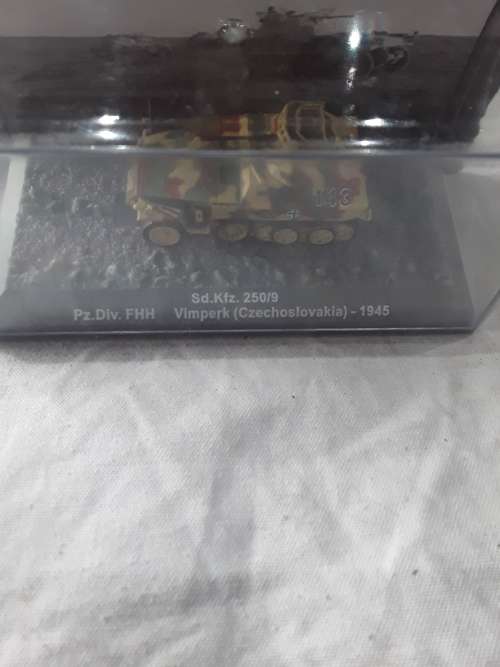 Sd.Kfz. 250/9
Pz.Div. FHH Vimperk (Czechoslovakia) - 1945